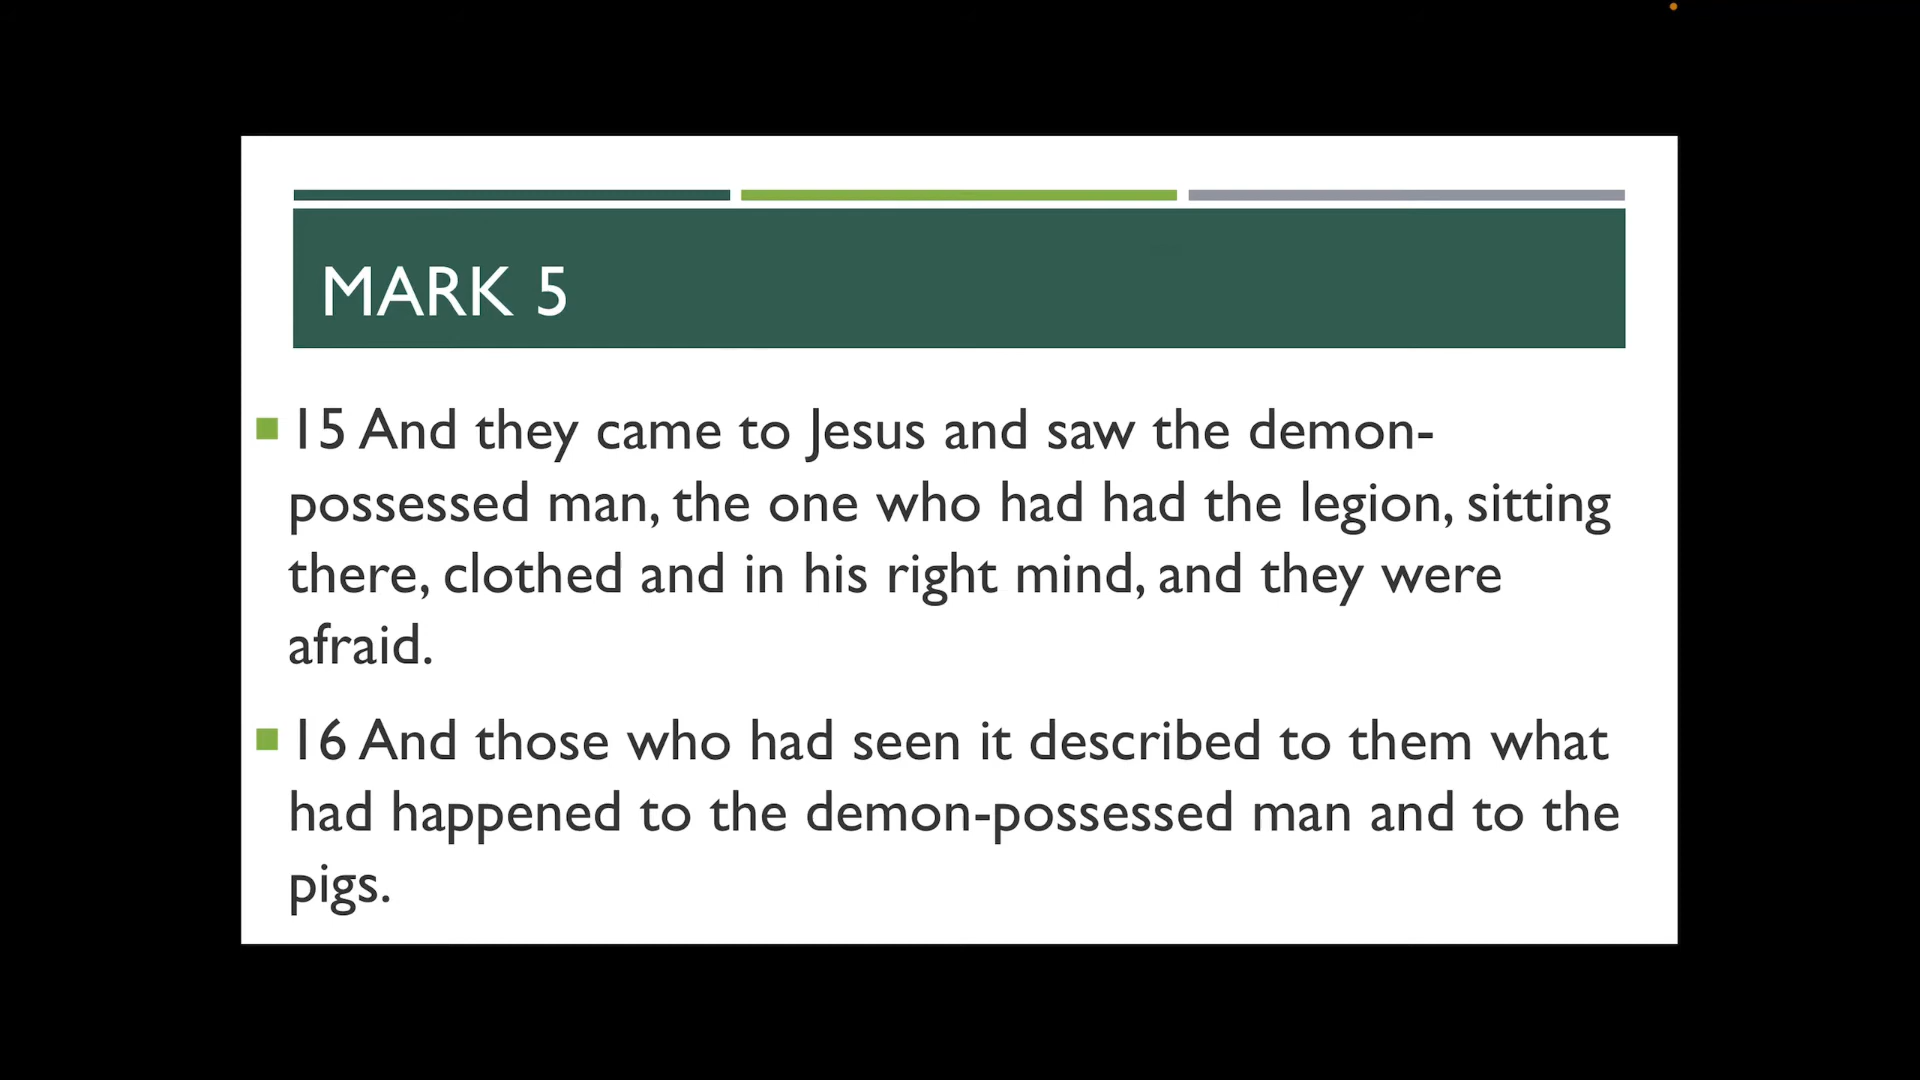 MARK 5
15 And they came to Jesus and saw the demon-
possessed man, the one who had had the legion, sitting
there, clothed and in his right mind, and they were
afraid.
16 And those who had seen it described to them what
had happened to the demon-possessed man and to the
pigs.